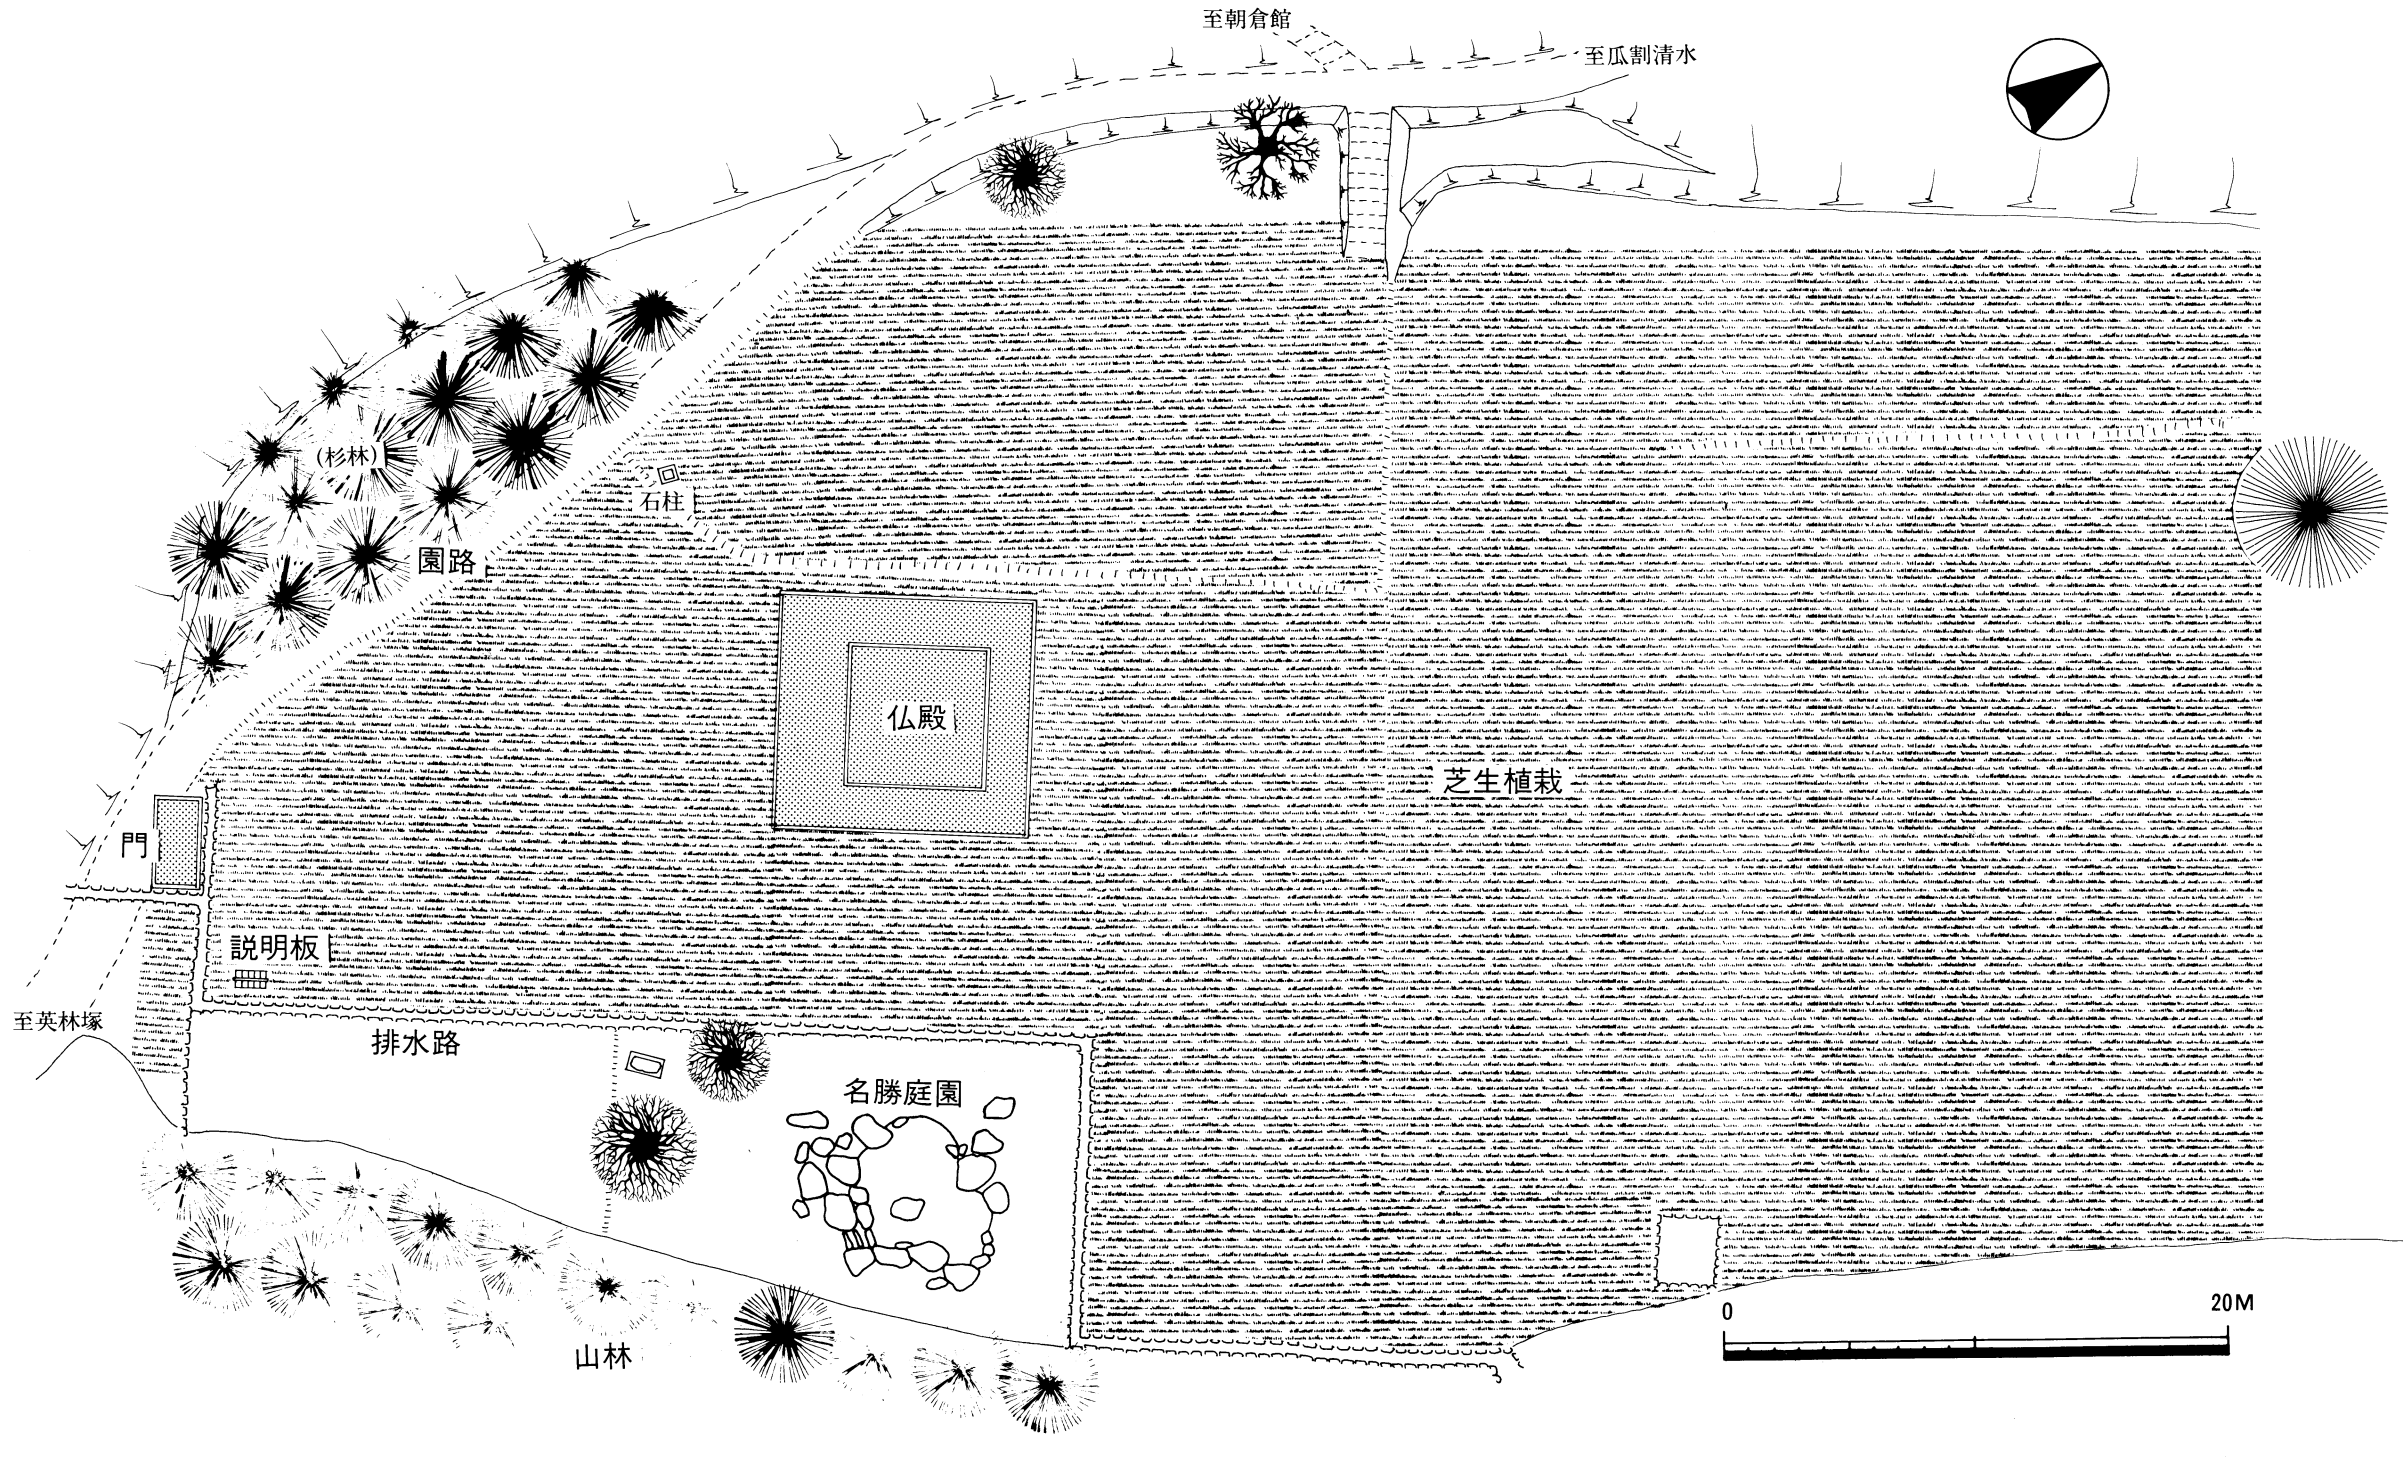 至朝倉館
至瓜割清水
(杉林)
石柱
園路
仏殿
芝生植栽
門
説明板
至英林塚
排水路
名勝庭園
山林
0
20M